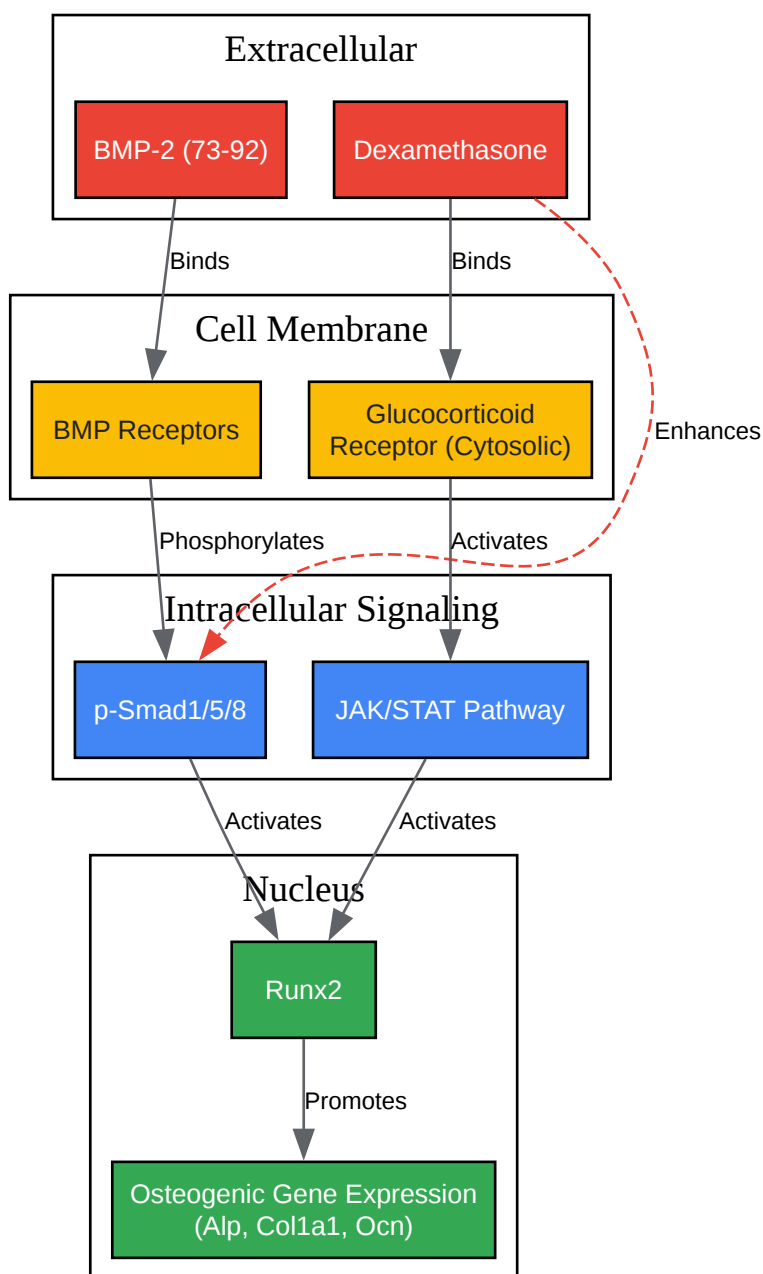 Extracellular
BMP-2 (73-92)
Dexamethasone
Binds
Binds
Cell Membrane
BMP Receptors
Glucocorticoid
Receptor (Cytosolic)
Enhances
Phosphorylates
Activates
Intracellular Signaling
p-Smad1/5/8
JAK/STAT Pathway
Activates
Activates
Nucleus
Runx2
Promotes
Osteogenic Gene Expression
(Alp, Col1a1, Ocn)